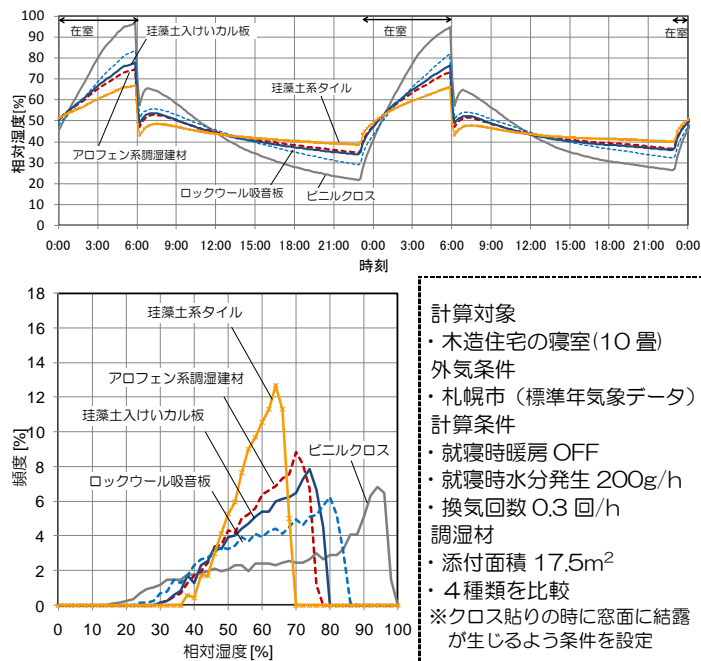 100
90
80
70
60
50
40
30
20
10
0
相対湿度[%]
在室
在室
在室
珪藻土入けいカル板
珪藻土系タイル
アロフェン系調湿建材
ロックウール吸音板
ビニルクロス
0:00 3:00 6:00 9:00 12:00 15:00 18:00 21:00 0:00 3:00 6:00 9:00 12:00 15:00 18:00 21:00 0:00
時刻
18
16
14
12
10
8
6
4
2
0
頻度 [%]
珪藻土系タイル
アロフェン系調湿建材
珪藻土入けいカル板
ビニルクロス
ロックウール吸音板
0 10 20 30 40 50 60 70 80 90 100
相対湿度 [%]
計算対象
・木造住宅の寝室(10 畳)
外気条件
・札幌市（標準年気象データ）
計算条件
・就寝時暖房 OFF
・就寝時水分発生 200g/h
・換気回数 0.3 回/h
調湿材
・添付面積 17.5m²
・4種類を比較
※クロス貼りの時に窓面に結露
が生じるよう条件を設定